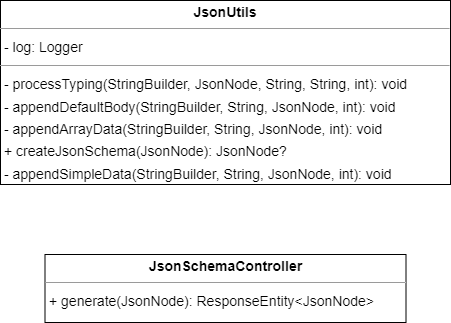 JsonUtils
- log: Logger
- processTyping(StringBuilder, JsonNode, String, String, int): void
- appendDefaultBody(StringBuilder, String, JsonNode, int): void
- appendArrayData(StringBuilder, String, JsonNode, int): void
+ createJsonSchema(JsonNode): JsonNode?
- appendSimpleData(StringBuilder, String, JsonNode, int): void
JsonSchemaController
+ generate(JsonNode): ResponseEntity<JsonNode>